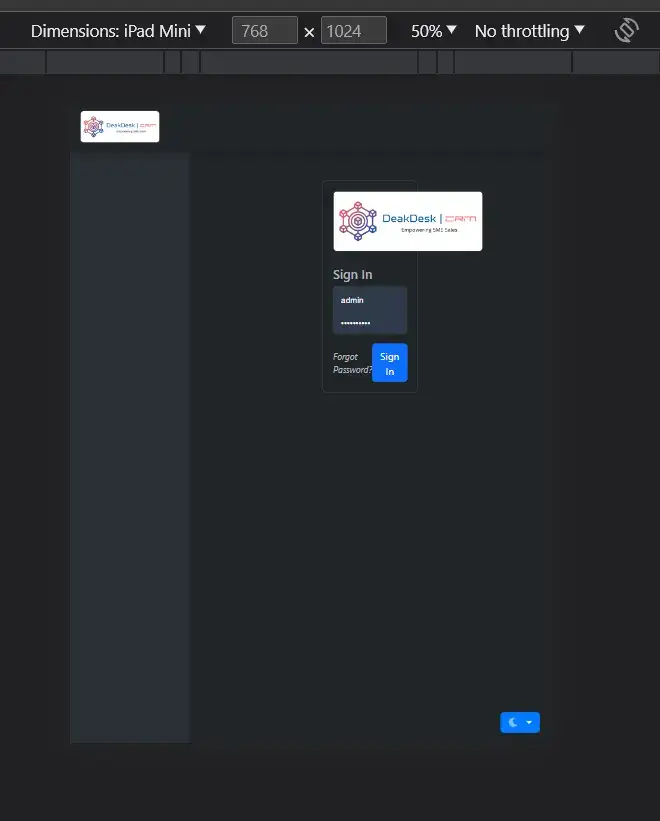 Dimensions: iPad Mini ▼ 768 × 1024 50% ▼ No throttling ▼
DeakDesk | CRM
Empowering SME Sales
DeakDesk | CRM
Empowering SME Sales
Sign In
admin
••••••••••
Forgot
Password?
Sign
In